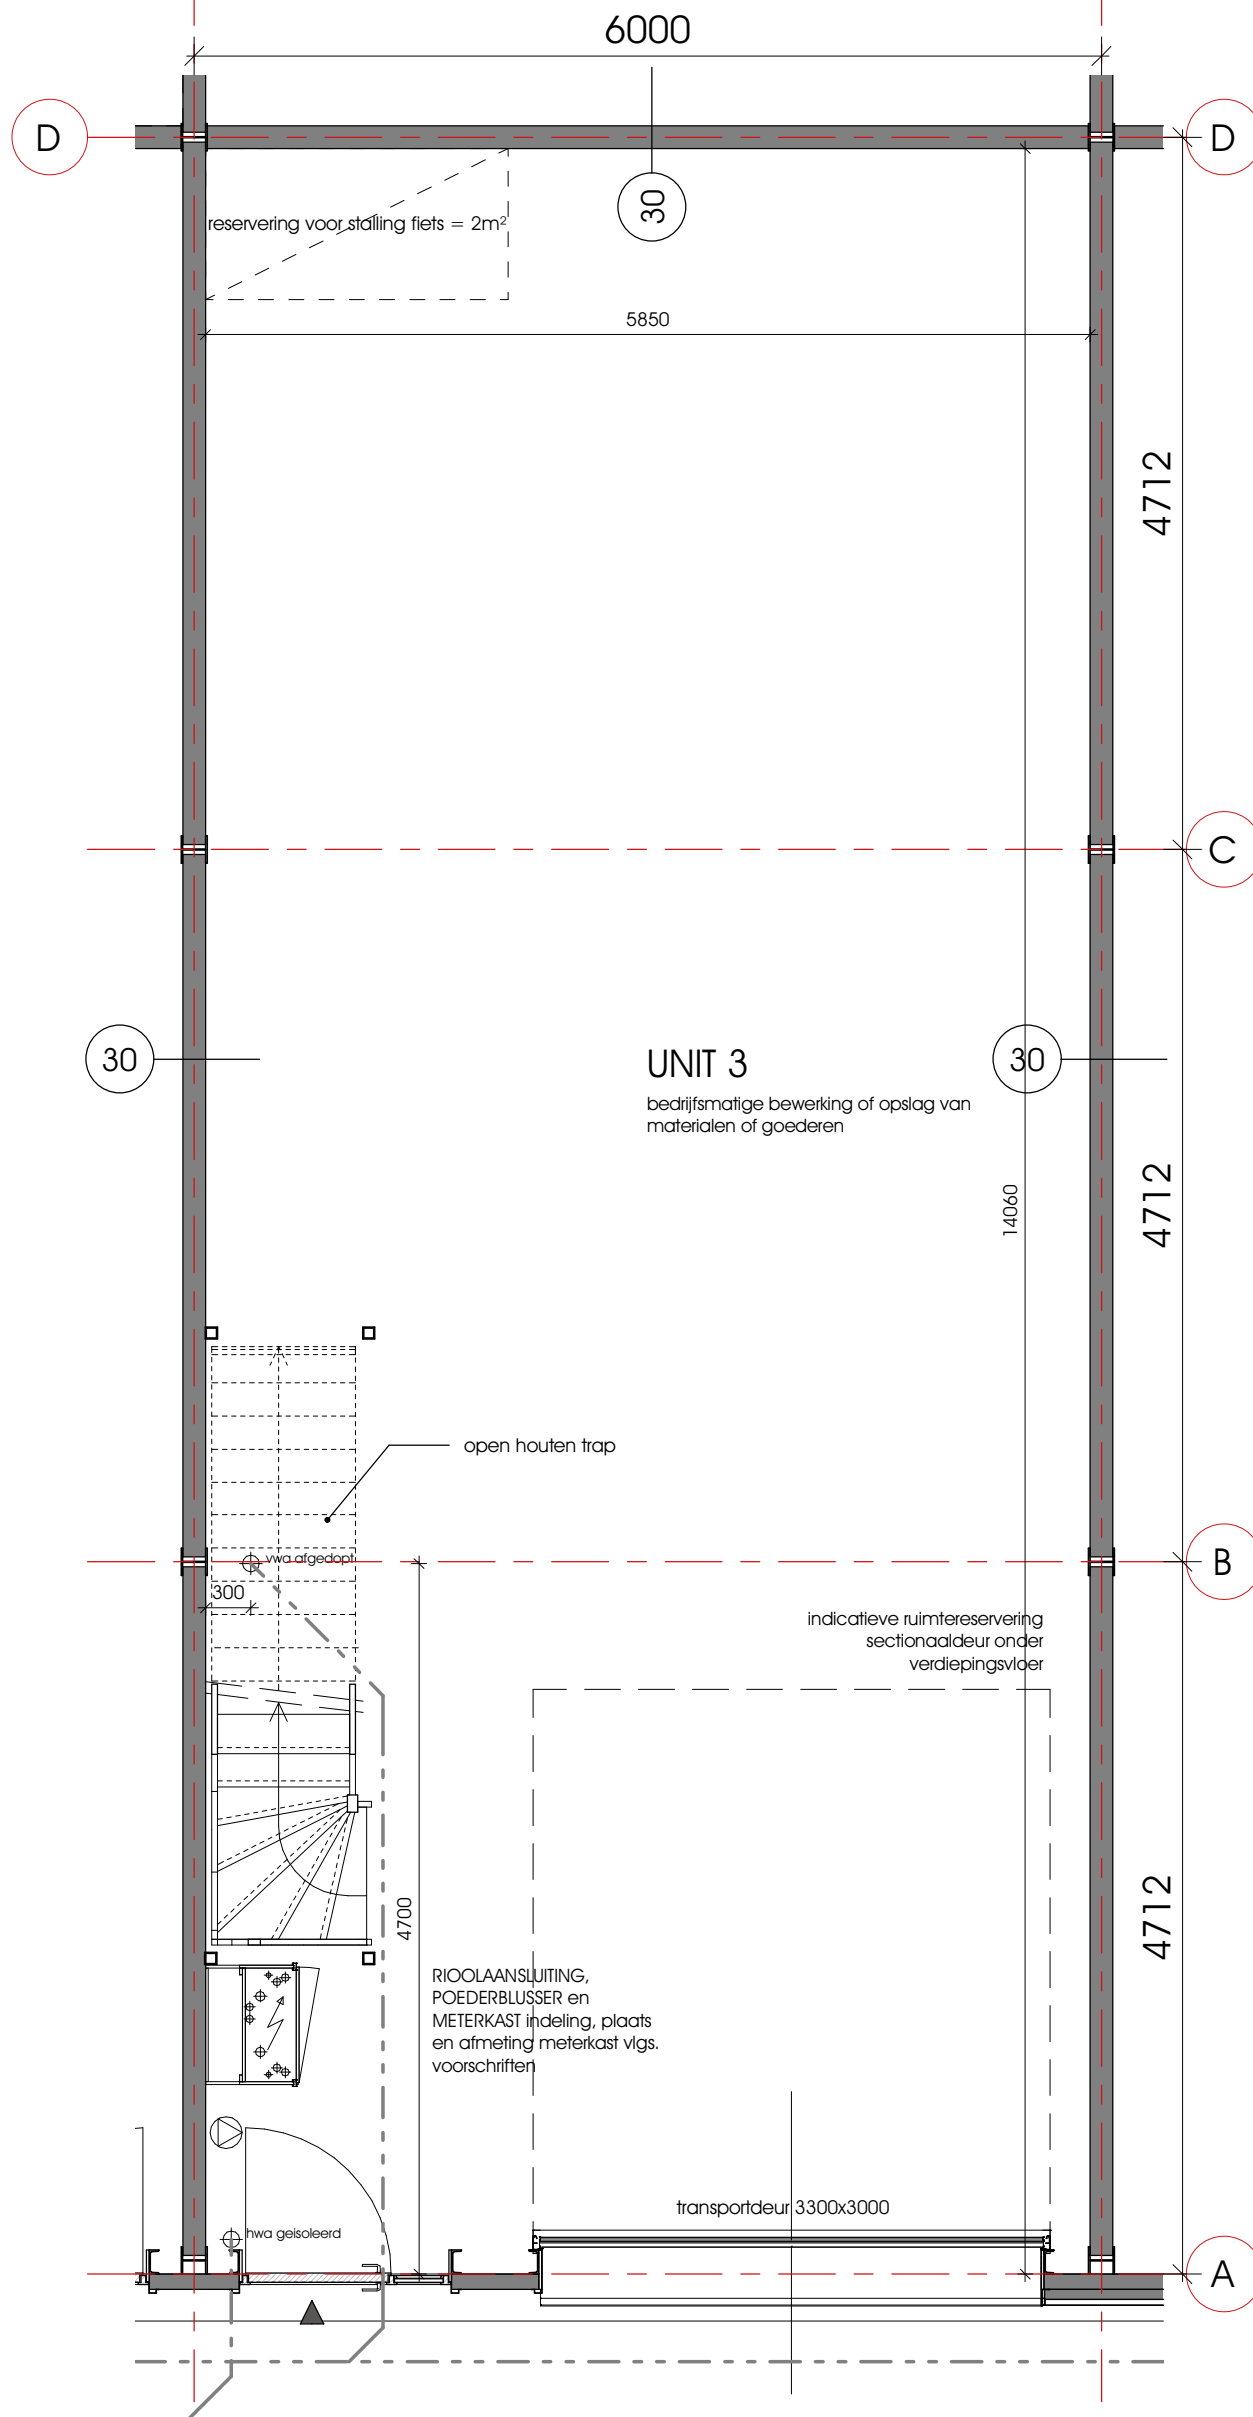 6000
D
D
30
reservering voor stalling fiets = 2m²
5850
4712
C
30
30
UNIT 3
bedrijfsmatige bewerking of opslag van
materialen of goederen
4712
14060
open houten trap
vwa afgedopt
B
300
indicatieve ruimtereservering
sectionaaldeur onder
verdiepingsvloer
4712
4700
RIOOLAANSLUITING,
POEDERBLUSSER en
METERKAST indeling, plaats
en afmeting meterkast vlgs.
voorschriften
transportdeur 3300x3000
hwa geisoleerd
A